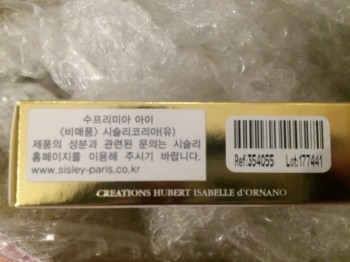 수프리미아 아이
〈비매품〉 시슬리코리아(유)
제품의 성분과 관련된 문의는 시슬리
홈페이지를 이용해 주시기 바랍니다.
www.sisley-paris.co.kr
Ref.354055 Lot.177441
CREATIONS HUBERT ISABELLE d'ORNANO